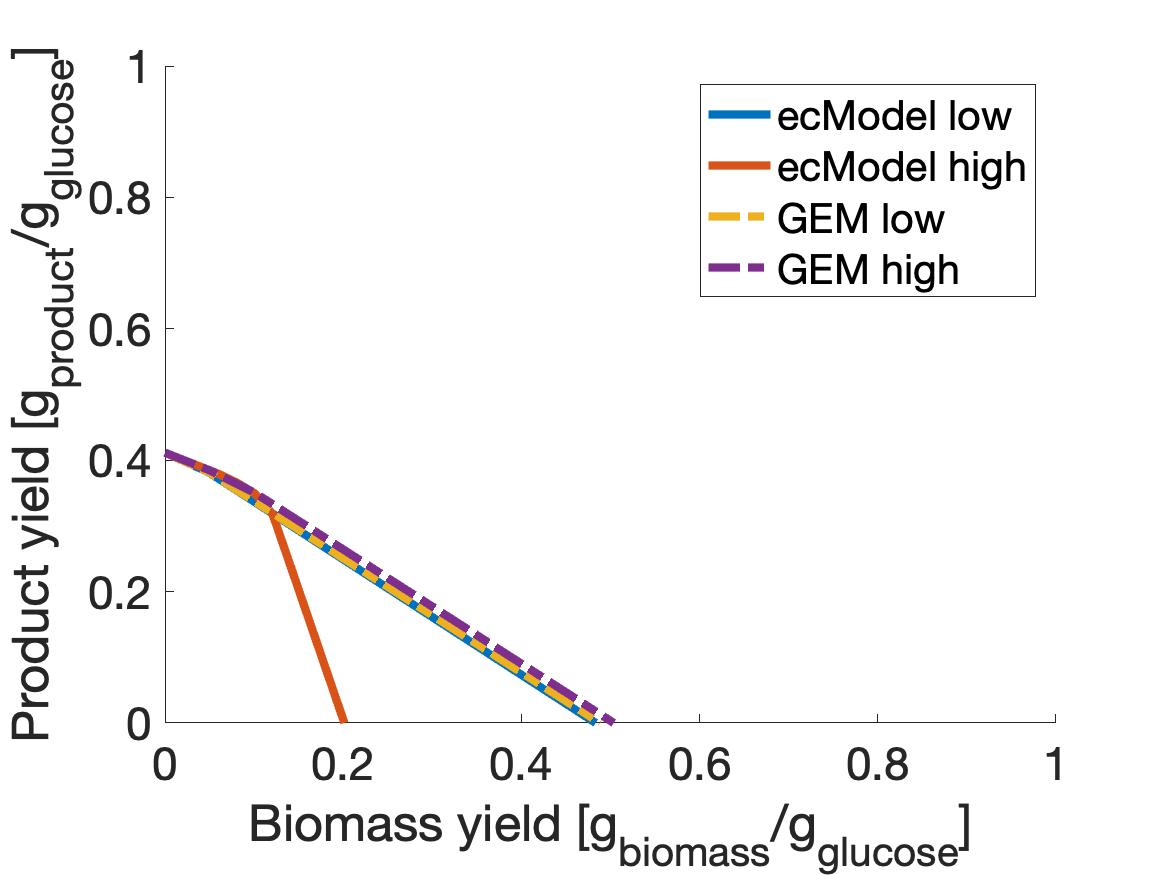 Product yield [g_product/g_glucose]
1
0.8
0.6
0.4
0.2
0
ecModel low
ecModel high
GEM low
GEM high
0 0.2 0.4 0.6 0.8 1
Biomass yield [g_biomass/g_glucose]